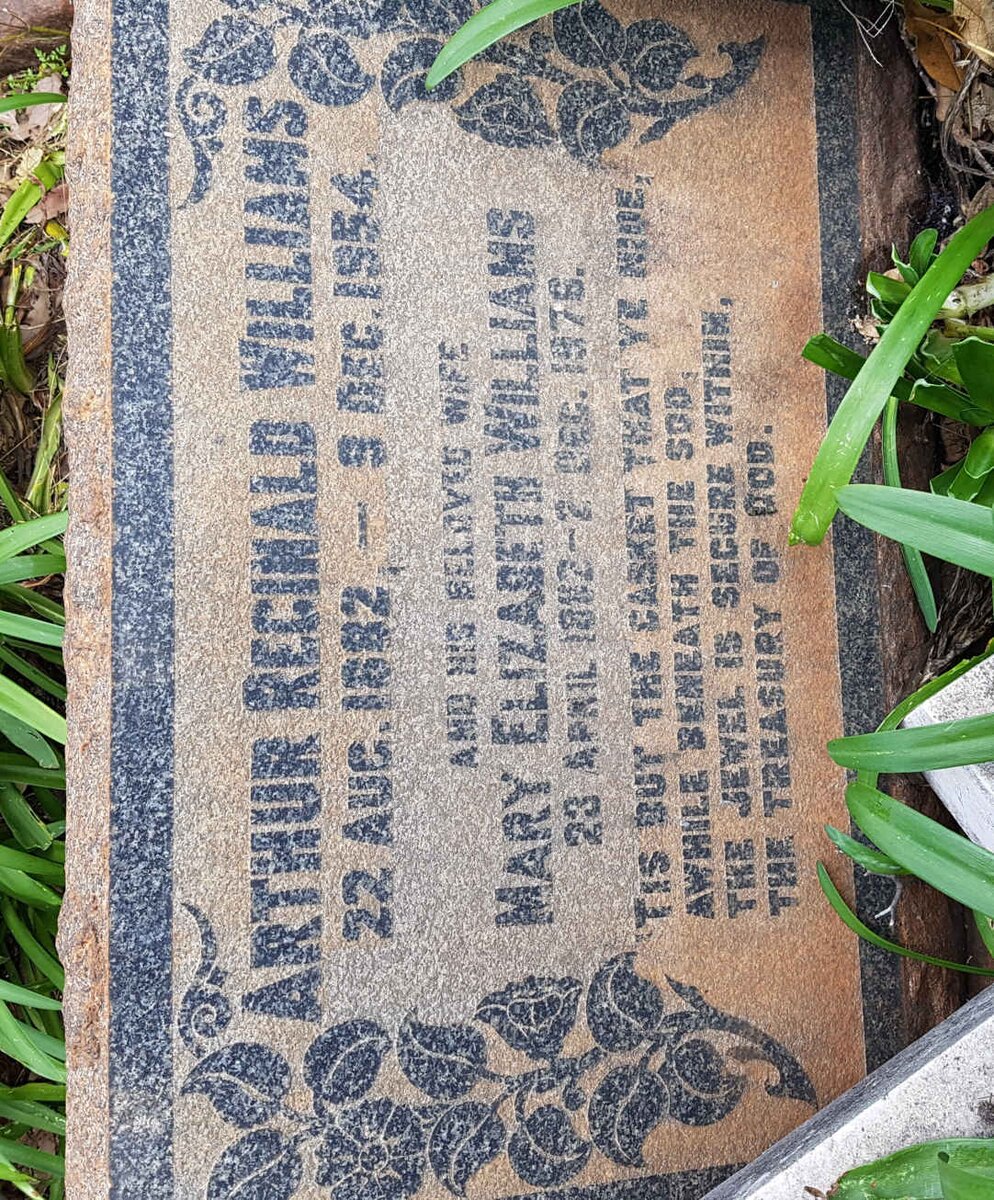 ARTHUR REGINALD WILLIAMS
22 AUG. 1882 — 9 DEC. 1954.
AND HIS BELOVED WIFE
MARY ELIZABETH WILLIAMS
23 APRIL 1882 — 2 DEC. 1976.
'TIS BUT THE CASKET THAT YE HIDE,
AWHILE BENEATH THE SOD,
THE JEWEL IS SECURE WITHIN,
THE TREASURY OF GOD.